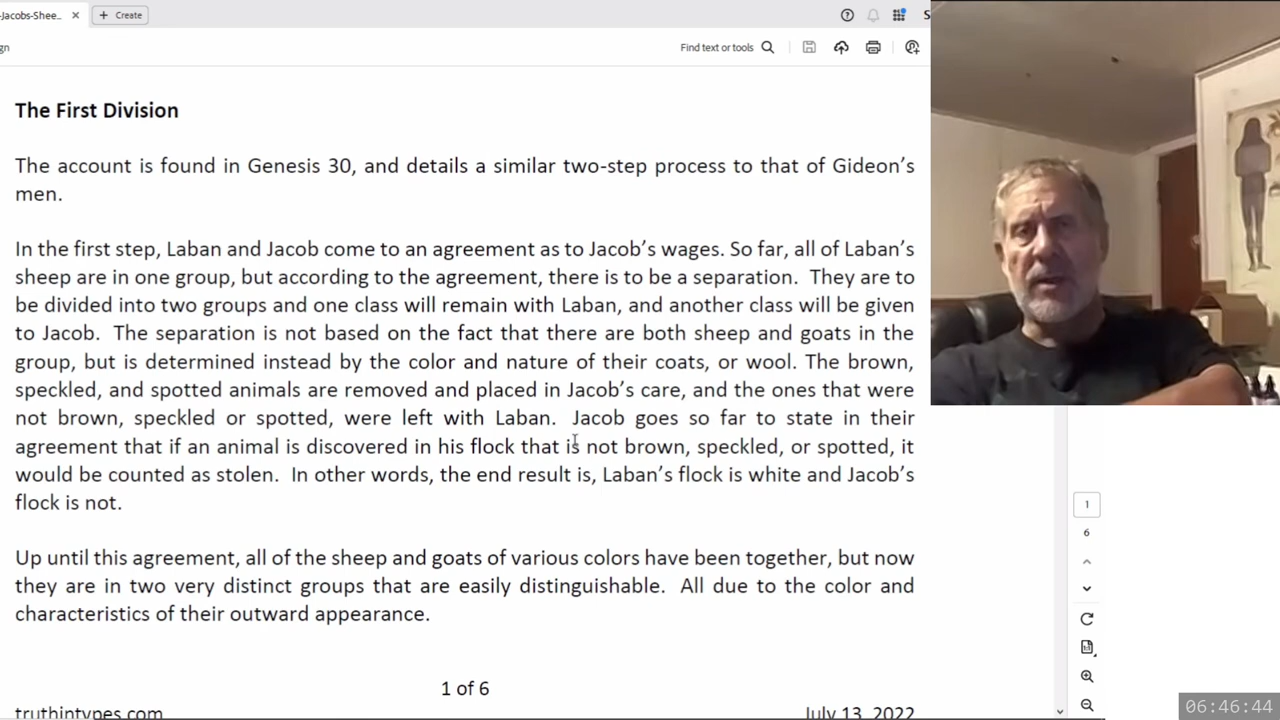 -Jacobs-Shee...
Create
S
gn
Find text or tools
The First Division
The account is found in Genesis 30, and details a similar two-step process to that of Gideon's
men.
In the first step, Laban and Jacob come to an agreement as to Jacob's wages. So far, all of Laban's
sheep are in one group, but according to the agreement, there is to be a separation. They are to
be divided into two groups and one class will remain with Laban, and another class will be given
to Jacob. The separation is not based on the fact that there are both sheep and goats in the
group, but is determined instead by the color and nature of their coats, or wool. The brown,
speckled, and spotted animals are removed and placed in Jacob's care, and the ones that were
not brown, speckled or spotted, were left with Laban. Jacob goes so far to state in their
agreement that if an animal is discovered in his flock that is not brown, speckled, or spotted, it
would be counted as stolen. In other words, the end result is, Laban's flock is white and Jacob's
flock is not.
Up until this agreement, all of the sheep and goats of various colors have been together, but now
they are in two very distinct groups that are easily distinguishable. All due to the color and
characteristics of their outward appearance.
1 of 6
truthintypes.com
July 13, 2022
1
6
06:46:44